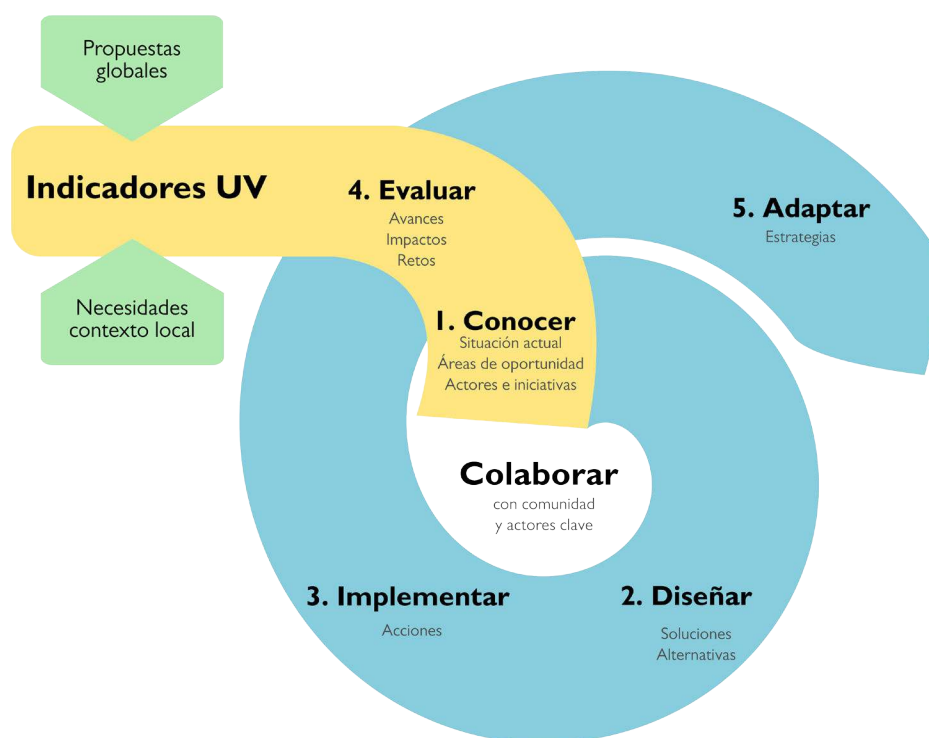 Propuestas
globales
Indicadores UV
Necesidades
contexto local
4. Evaluar
Avances
Impactos
Retos
1. Conocer
Situación actual
Áreas de oportunidad
Actores e iniciativas
Colaborar
con comunidad
y actores clave
2. Diseñar
Soluciones
Alternativas
3. Implementar
Acciones
5. Adaptar
Estrategias